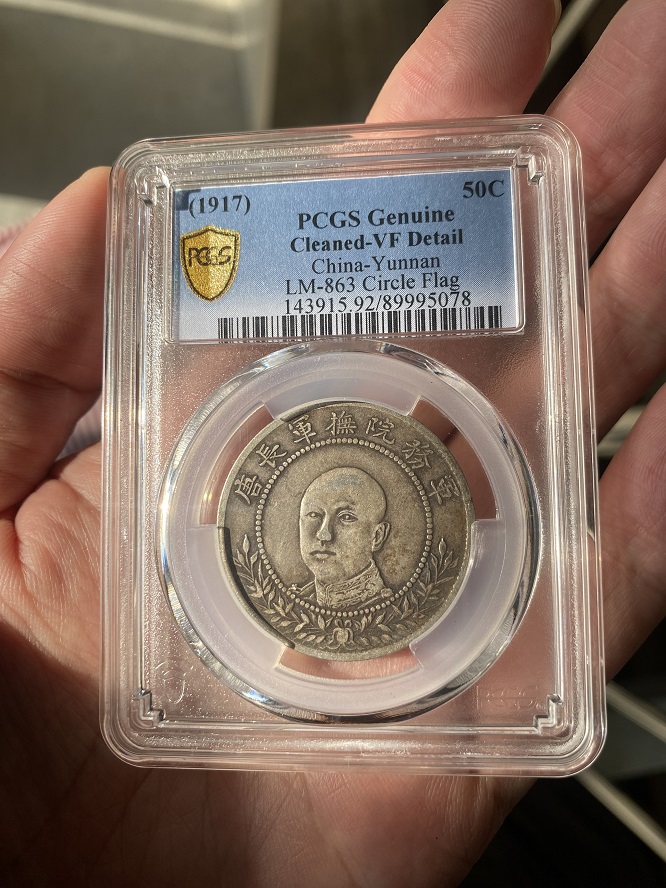 (1917) 50C
PCGS Genuine
PCGS
Cleaned-VF Detail
China-Yunnan
LM-863 Circle Flag
143915.92/89995078
軍務院撫軍長唐